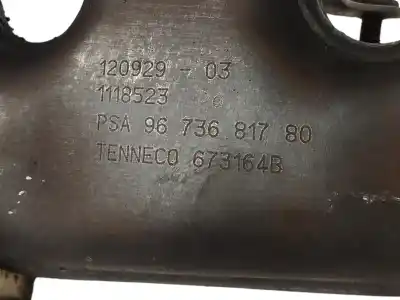 120929 - 03
1118523
PSA 96 736 817 80
TENNECO 673164B